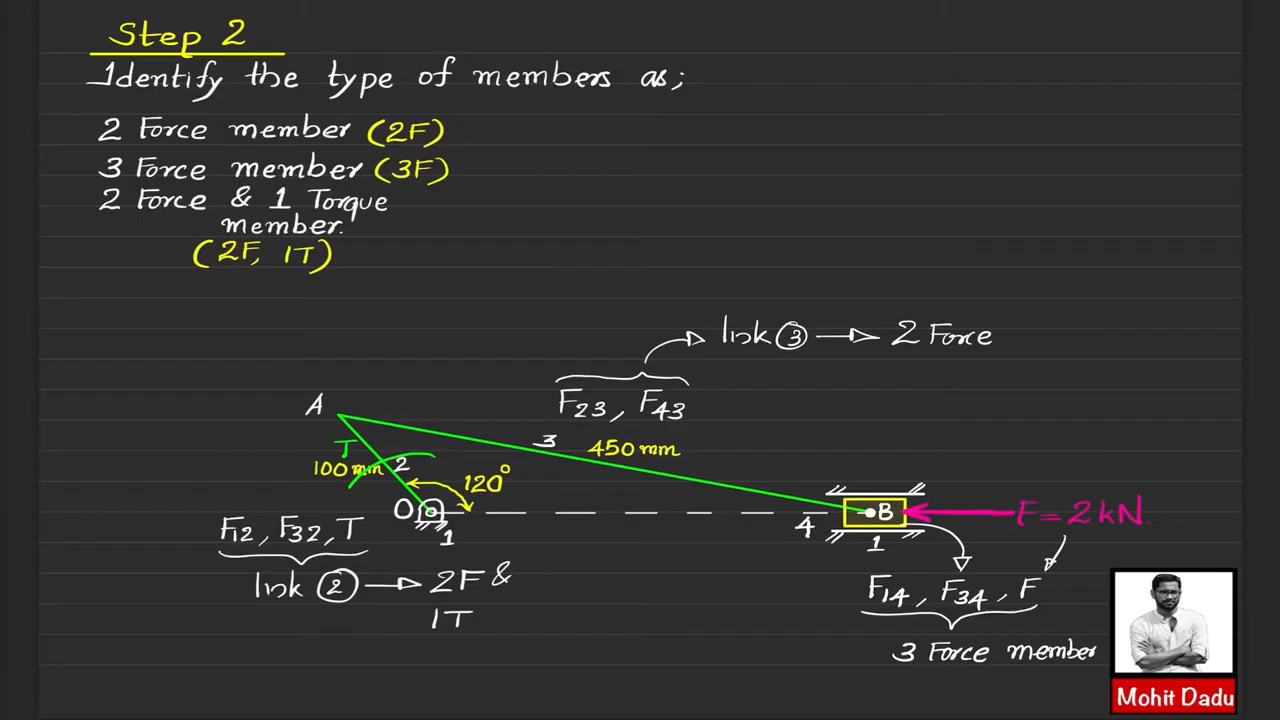 Step 2
Identify the type of members as;
2 Force member (2F)
3 Force member (3F)
2 Force & 1 Torque
member.
(2F, 1T)
link 3 → 2 Force
F23, F43
A
3
450 mm
T
100 mm
2
120°
O
1
4
B
1
F = 2 kN.
F12, F32, T
link 2 → 2F &
1T
F14, F34, F
3 Force member
Mohit Dadu